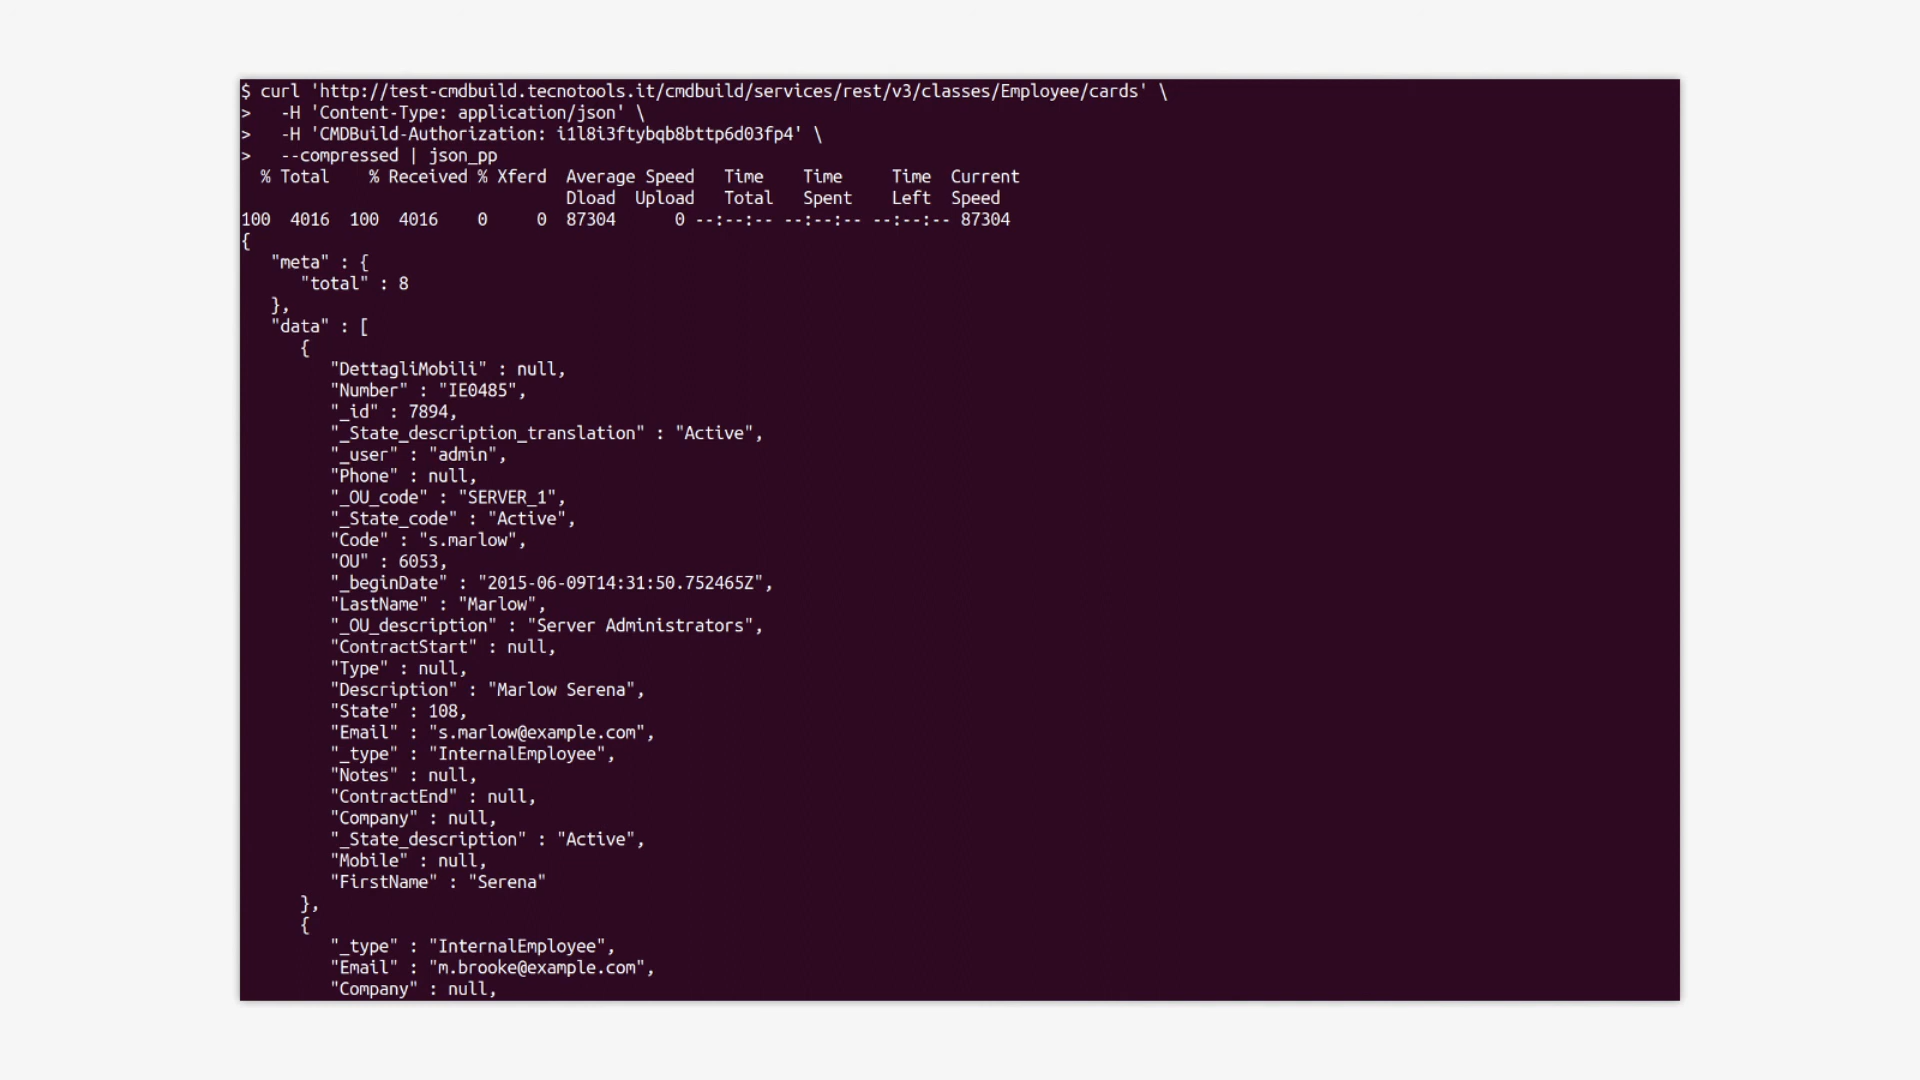 $ curl 'http://test-cmdbuild.tecnotools.it/cmdbuild/services/rest/v3/classes/Employee/cards' \
>   -H 'Content-Type: application/json' \
>   -H 'CMDBuild-Authorization: i1l8i3ftybqb8bttp6d03fp4' \
>   --compressed | json_pp
  % Total    % Received % Xferd  Average Speed   Time    Time     Time  Current
                                 Dload  Upload   Total   Spent    Left  Speed
100  4016  100  4016    0     0  87304      0 --:--:-- --:--:-- --:--:-- 87304
{
   "meta" : {
      "total" : 8
   },
   "data" : [
      {
         "DettagliMobili" : null,
         "Number" : "IE0485",
         "_id" : 7894,
         "_State_description_translation" : "Active",
         "_user" : "admin",
         "Phone" : null,
         "_OU_code" : "SERVER_1",
         "_State_code" : "Active",
         "Code" : "s.marlow",
         "OU" : 6053,
         "_beginDate" : "2015-06-09T14:31:50.752465Z",
         "LastName" : "Marlow",
         "_OU_description" : "Server Administrators",
         "ContractStart" : null,
         "Type" : null,
         "Description" : "Marlow Serena",
         "State" : 108,
         "Email" : "s.marlow@example.com",
         "_type" : "InternalEmployee",
         "Notes" : null,
         "ContractEnd" : null,
         "Company" : null,
         "_State_description" : "Active",
         "Mobile" : null,
         "FirstName" : "Serena"
      },
      {
         "_type" : "InternalEmployee",
         "Email" : "m.brooke@example.com",
         "Company" : null,